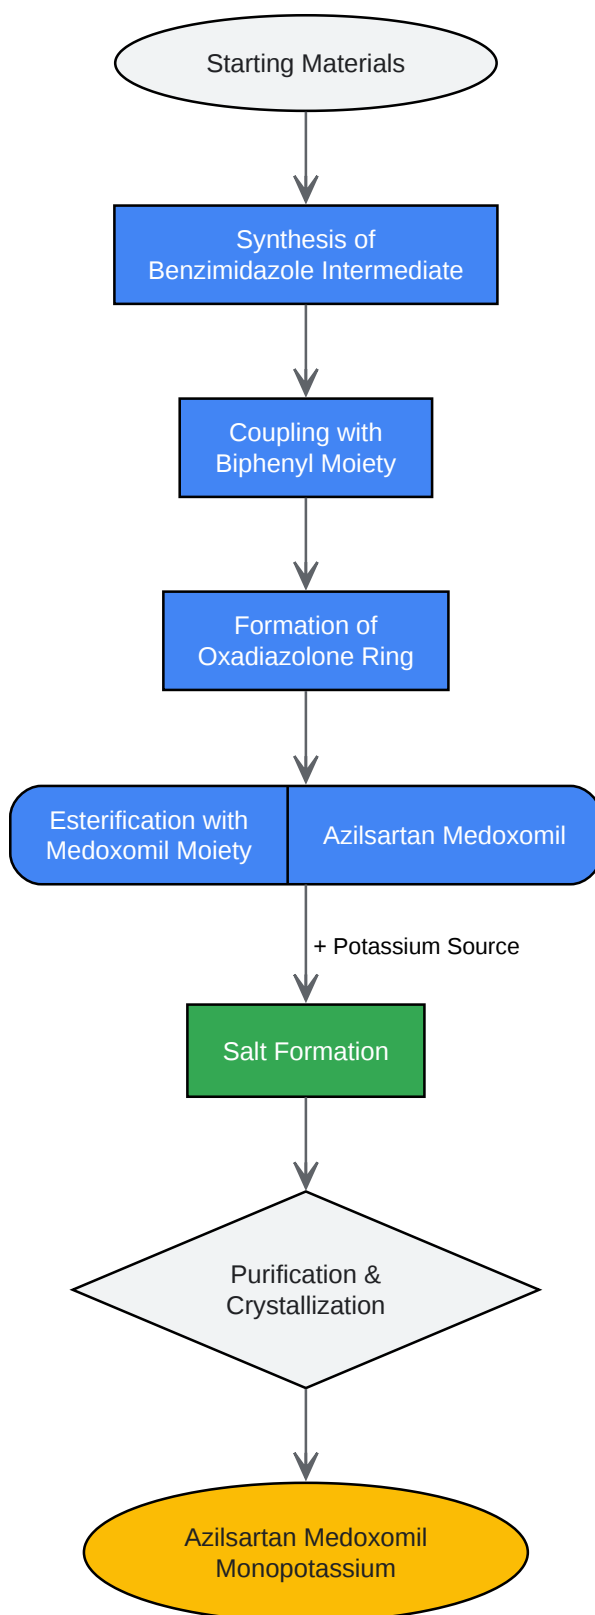 Starting Materials
Synthesis of
Benzimidazole Intermediate
Coupling with
Biphenyl Moiety
Formation of
Oxadiazolone Ring
Esterification with
Medoxomil Moiety
Azilsartan Medoxomil
+ Potassium Source
Salt Formation
Purification &
Crystallization
Azilsartan Medoxomil
Monopotassium